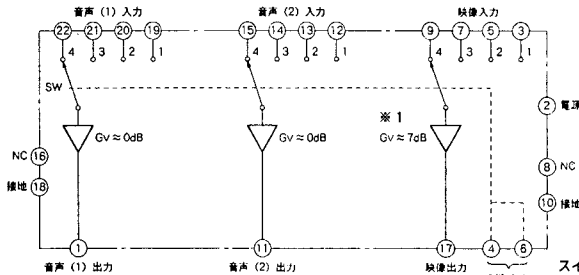 音声 (1) 入力 音声 (2) 入力 映像入力
22 21 20 19 15 14 13 12 9 7 5 3
4 3 2 1 4 3 2 1 4 3 2 1
SW
※1
2 電源
Gv≈0dB Gv≈0dB Gv≈7dB
NC 16
8 NC
接地 18
10 接地
1 11 17 4 6
音声 (1) 出力 音声 (2) 出力 映像出力
スイ